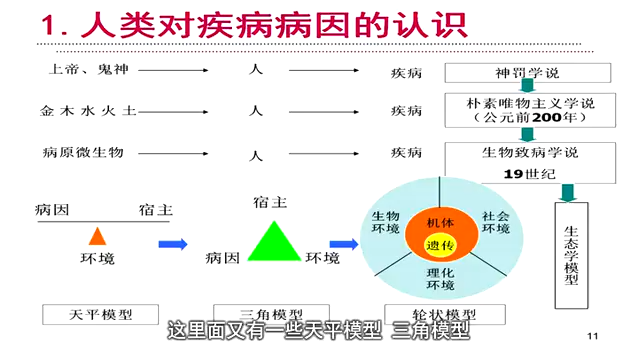 1. 人类对疾病病因的认识
上帝、鬼神 人 疾病 神罚学说
金木水火土 人 疾病 朴素唯物主义学说
（公元前200年）
病原微生物 人 疾病 生物致病学说
19世纪
病因 宿主
环境
宿主
病因 环境
生物
环境
机体
遗传
社会
环境
理化
环境
生态学模型
天平模型 三角模型 轮状模型
这里面又有一些天平模型 三角模型
11